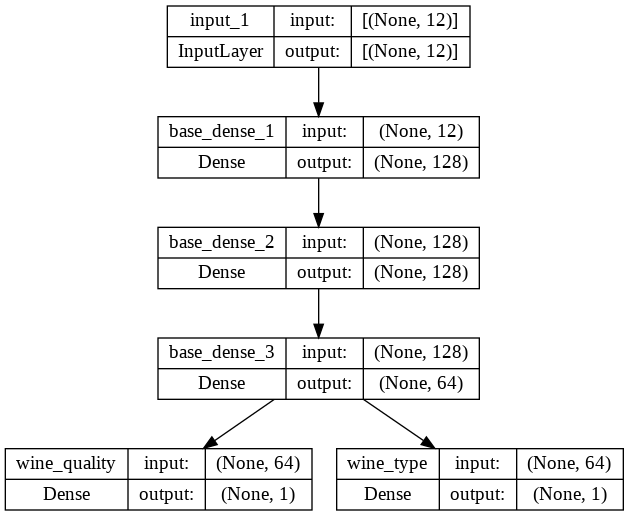 input_1 input: [(None, 12)]
InputLayer output: [(None, 12)]
base_dense_1 input: (None, 12)
Dense output: (None, 128)
base_dense_2 input: (None, 128)
Dense output: (None, 128)
base_dense_3 input: (None, 128)
Dense output: (None, 64)
wine_quality input: (None, 64)
Dense output: (None, 1)
wine_type input: (None, 64)
Dense output: (None, 1)